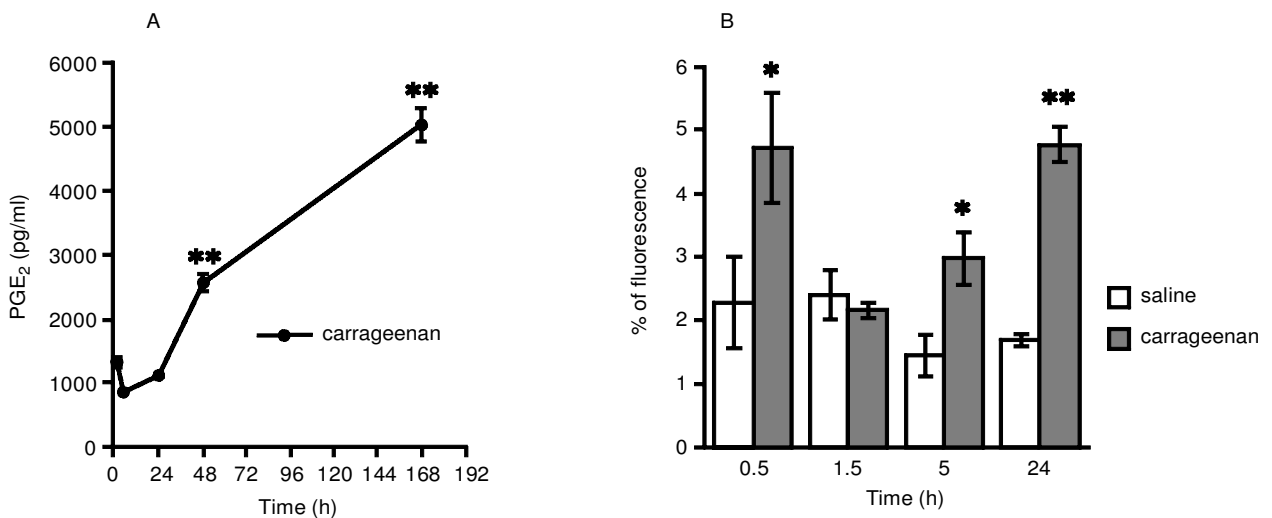 A
6000
5000
4000
3000
2000
1000
0
PGE₂ (pg/ml)
** **
carrageenan
0 24 48 72 96 120 144 168 192
Time (h)
B
6
5
4
3
2
1
0
% of fluorescence
* * **
saline
carrageenan
0.5 1.5 5 24
Time (h)